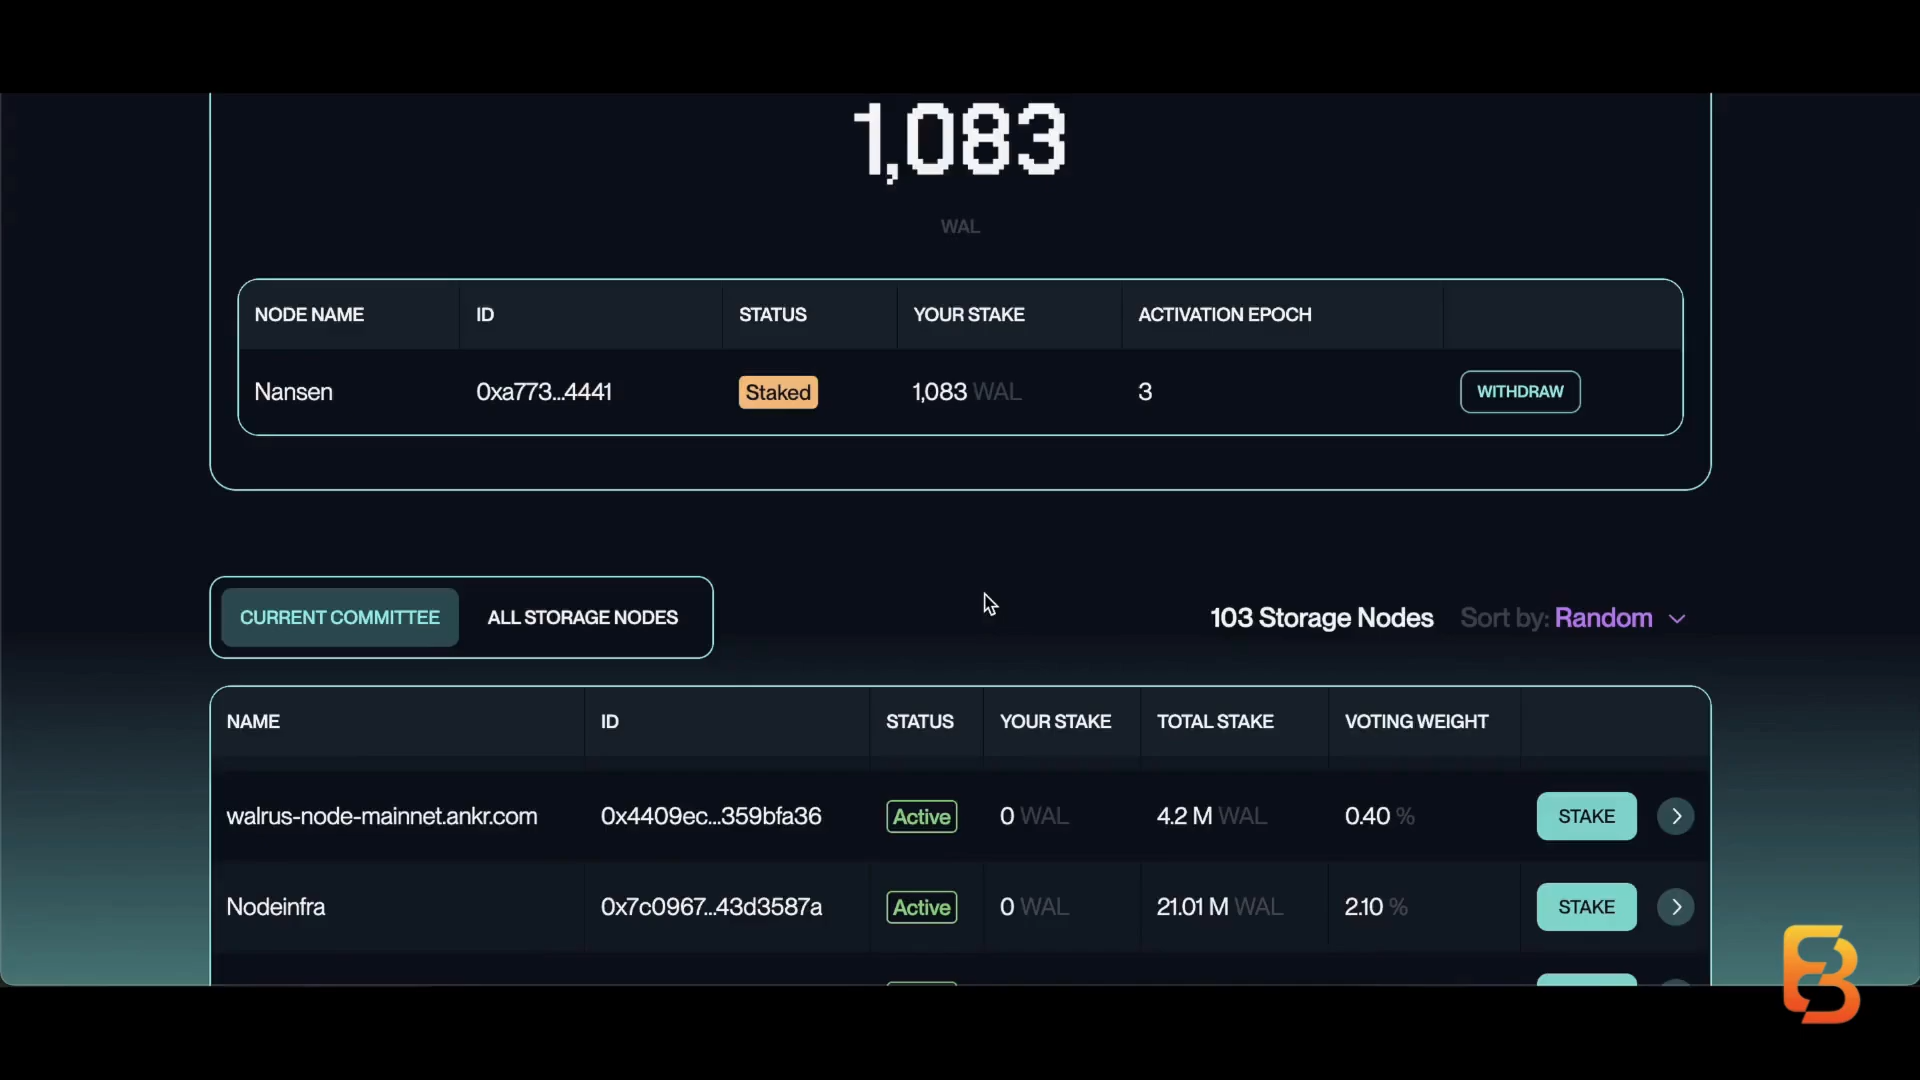 1,083
WAL
NODE NAME ID STATUS YOUR STAKE ACTIVATION EPOCH
Nansen 0xa773...4441 Staked 1,083 WAL 3 WITHDRAW
CURRENT COMMITTEE ALL STORAGE NODES 103 Storage Nodes Sort by: Random
NAME ID STATUS YOUR STAKE TOTAL STAKE VOTING WEIGHT
walrus-node-mainnet.ankr.com 0x4409ec...359bfa36 Active 0 WAL 4.2 M WAL 0.40 % STAKE
Nodeinfra 0x7c0967...43d3587a Active 0 WAL 21.01 M WAL 2.10 % STAKE